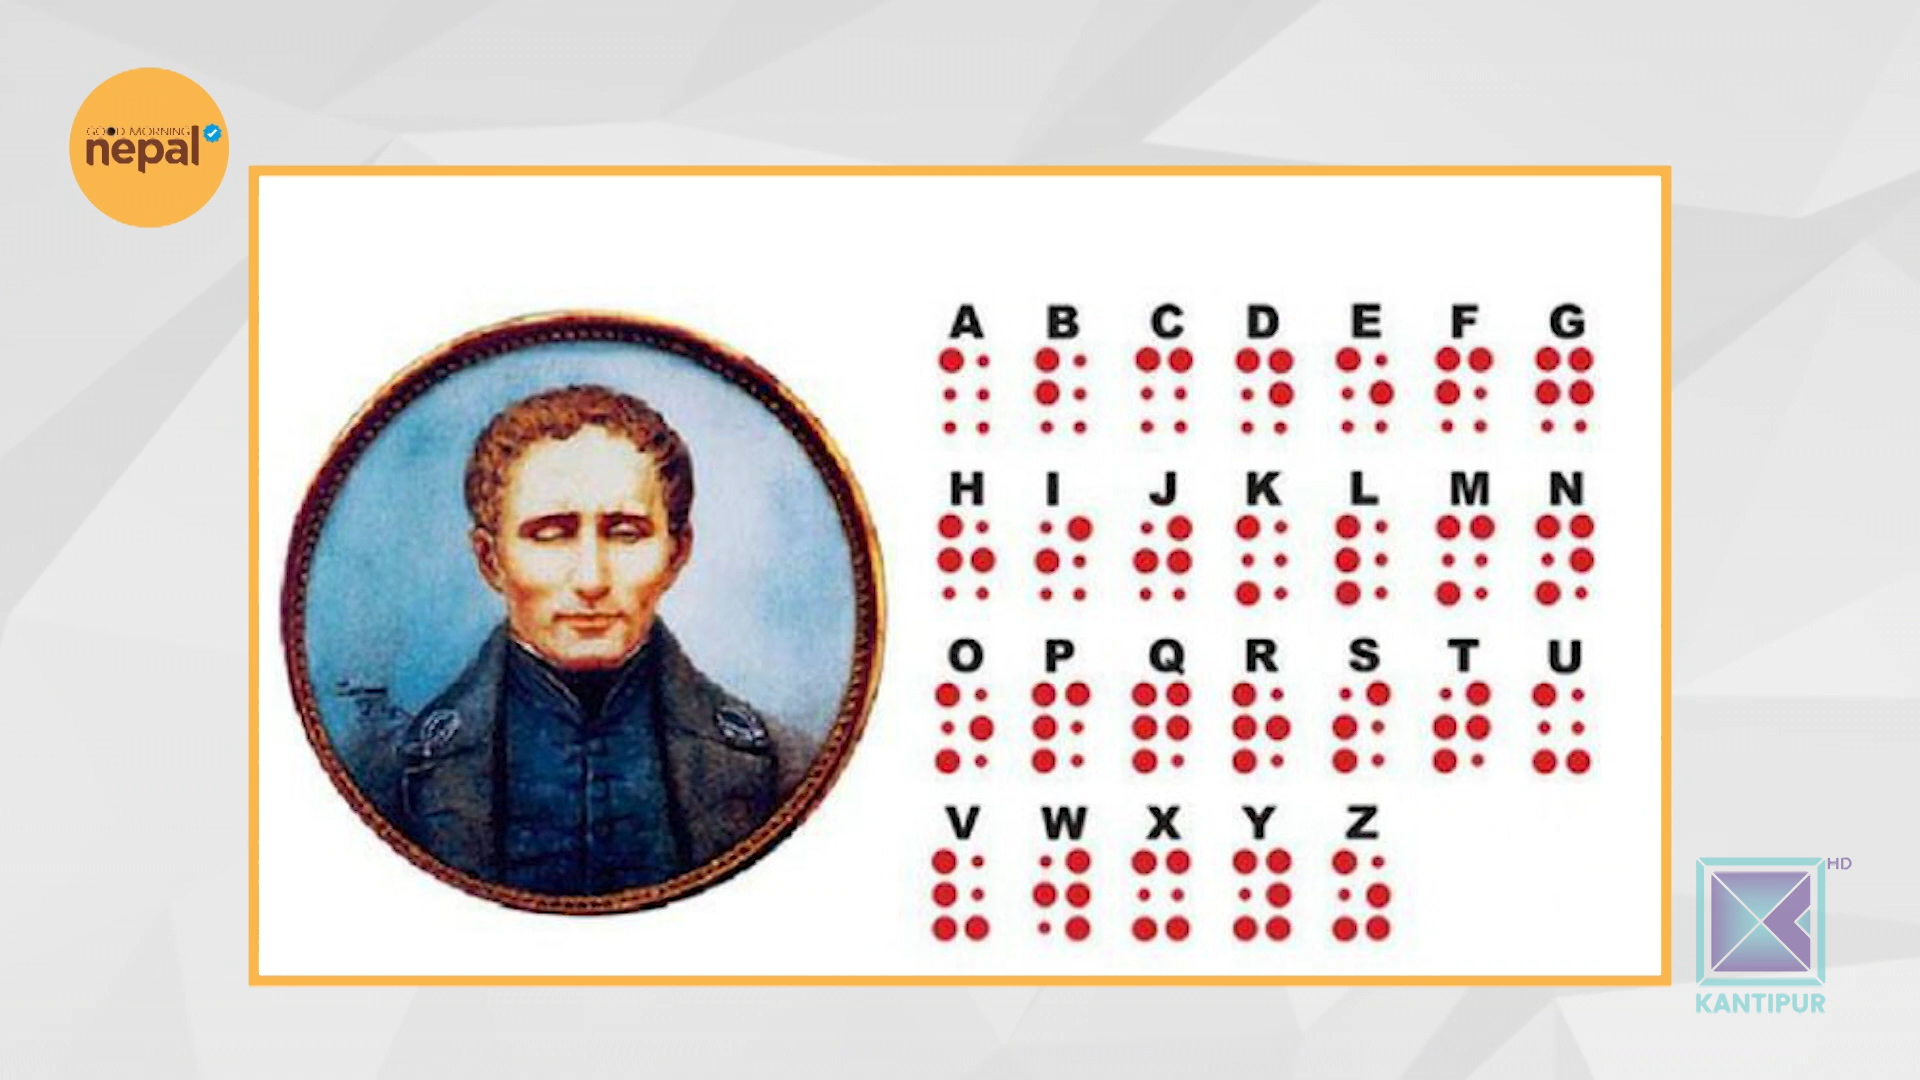 GOOD MORNING
nepal
A B C D E F G
H I J K L M N
O P Q R S T U
V W X Y Z
HD
KANTIPUR